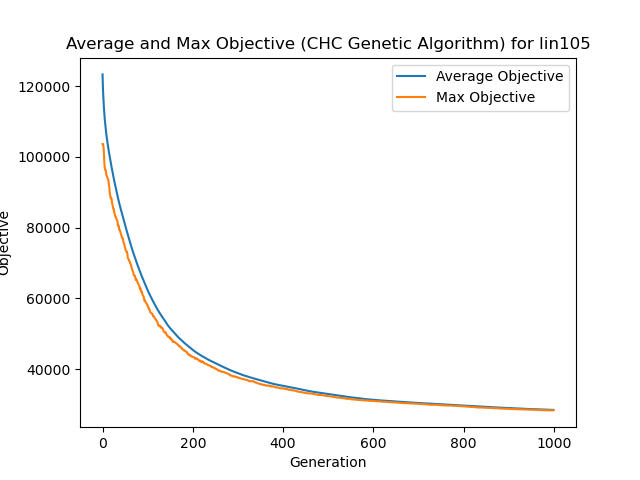 Average and Max Objective (CHC Genetic Algorithm) for lin105
Average Objective
Max Objective
120000
100000
80000
60000
40000
Objective
0 200 400 600 800 1000
Generation